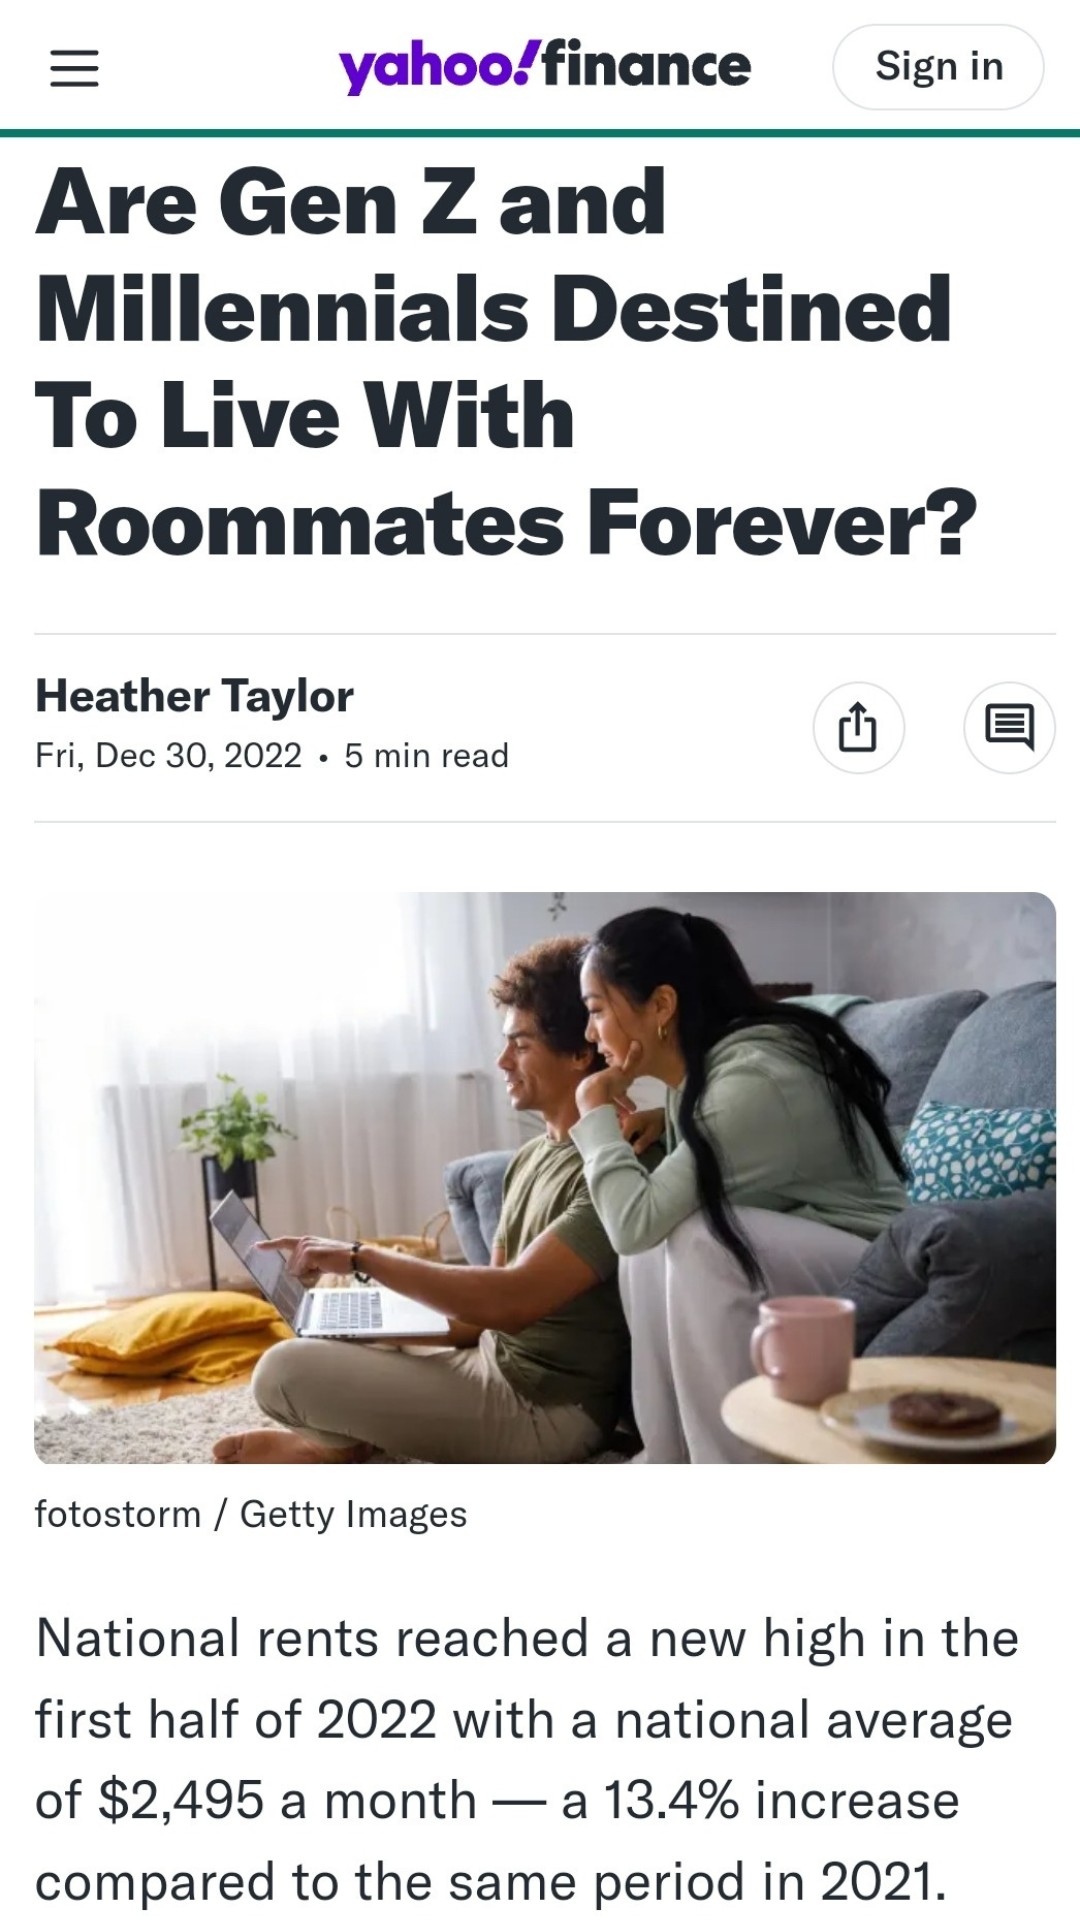 yahoo!finance
Sign in
Are Gen Z and
Millennials Destined
To Live With
Roommates Forever?
Heather Taylor
Fri, Dec 30, 2022 • 5 min read
fotostorm / Getty Images
National rents reached a new high in the
first half of 2022 with a national average
of $2,495 a month — a 13.4% increase
compared to the same period in 2021.